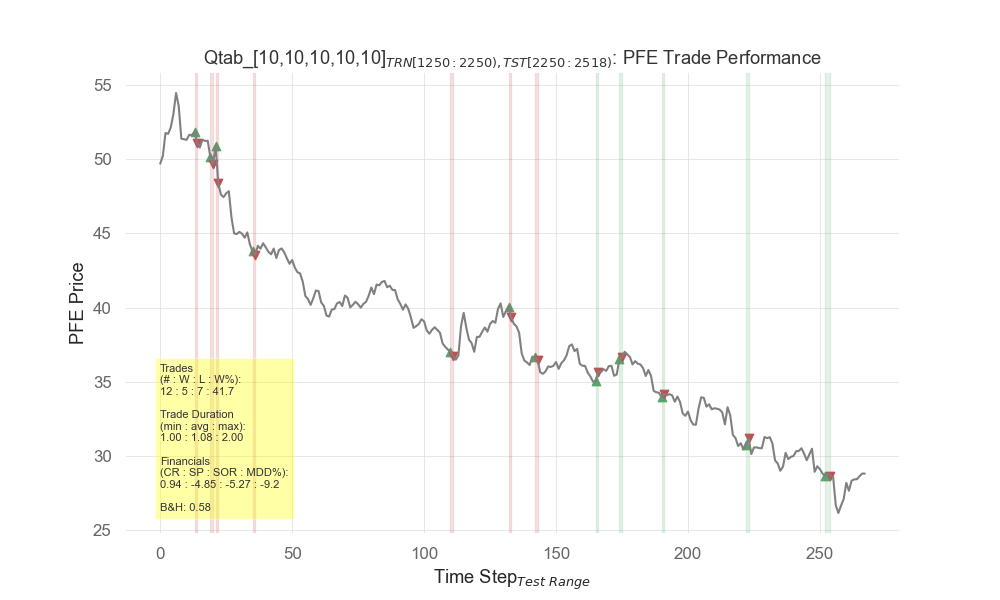 Qtab_[10,10,10,10,10]TRN[1250:2250),TST[2250:2518): PFE Trade Performance
55
50
45
40
35
30
25
PFE Price
Trades
(# : W : L : W%):
12 : 5 : 7 : 41.7
Trade Duration
(min : avg : max):
1.00 : 1.08 : 2.00
Financials
(CR : SP : SOR : MDD%):
0.94 : -4.85 : -5.27 : -9.2
B&H: 0.58
0 50 100 150 200 250
Time StepTest Range